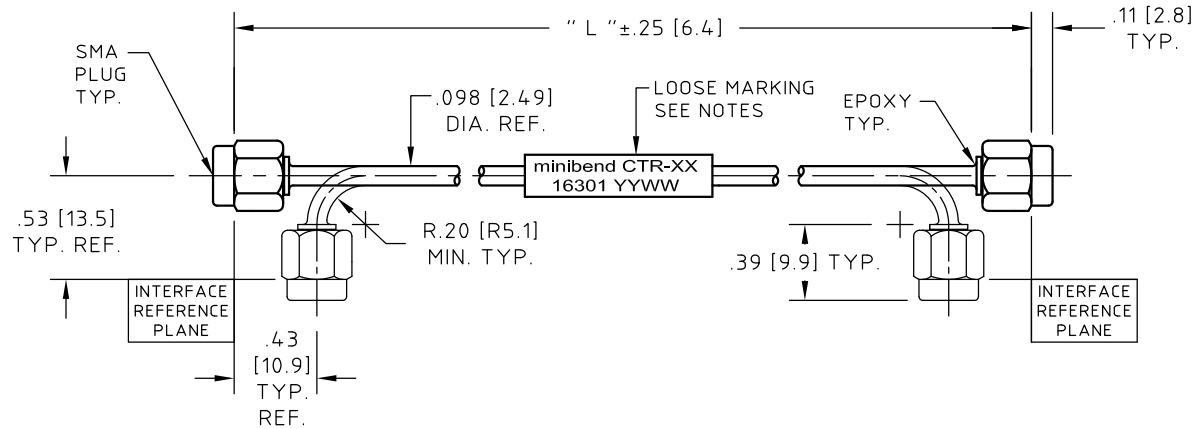 " L "±.25 [6.4]
.11 [2.8]
TYP.
SMA
PLUG
TYP.
.098 [2.49]
DIA. REF.
LOOSE MARKING
SEE NOTES
EPOXY
TYP.
minibend CTR-XX
16301 YYWW
.53 [13.5]
TYP. REF.
R.20 [R5.1]
MIN. TYP.
.39 [9.9] TYP.
INTERFACE
REFERENCE
PLANE
INTERFACE
REFERENCE
PLANE
.43
[10.9]
TYP.
REF.